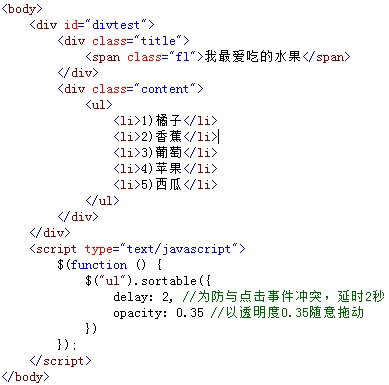 <body>
<div id="divtest">
<div class="title">
<span class="fl">我最爱吃的水果</span>
</div>
<div class="content">
<ul>
<li>1)橘子</li>
<li>2)香蕉</li>
<li>3)葡萄</li>
<li>4)苹果</li>
<li>5)西瓜</li>
</ul>
</div>
</div>
<script type="text/javascript">
$(function () {
$("ul").sortable({
delay: 2, //为防与点击事件冲突，延时2秒
opacity: 0.35 //以透明度0.35随意拖动
})
});
</script>
</body>